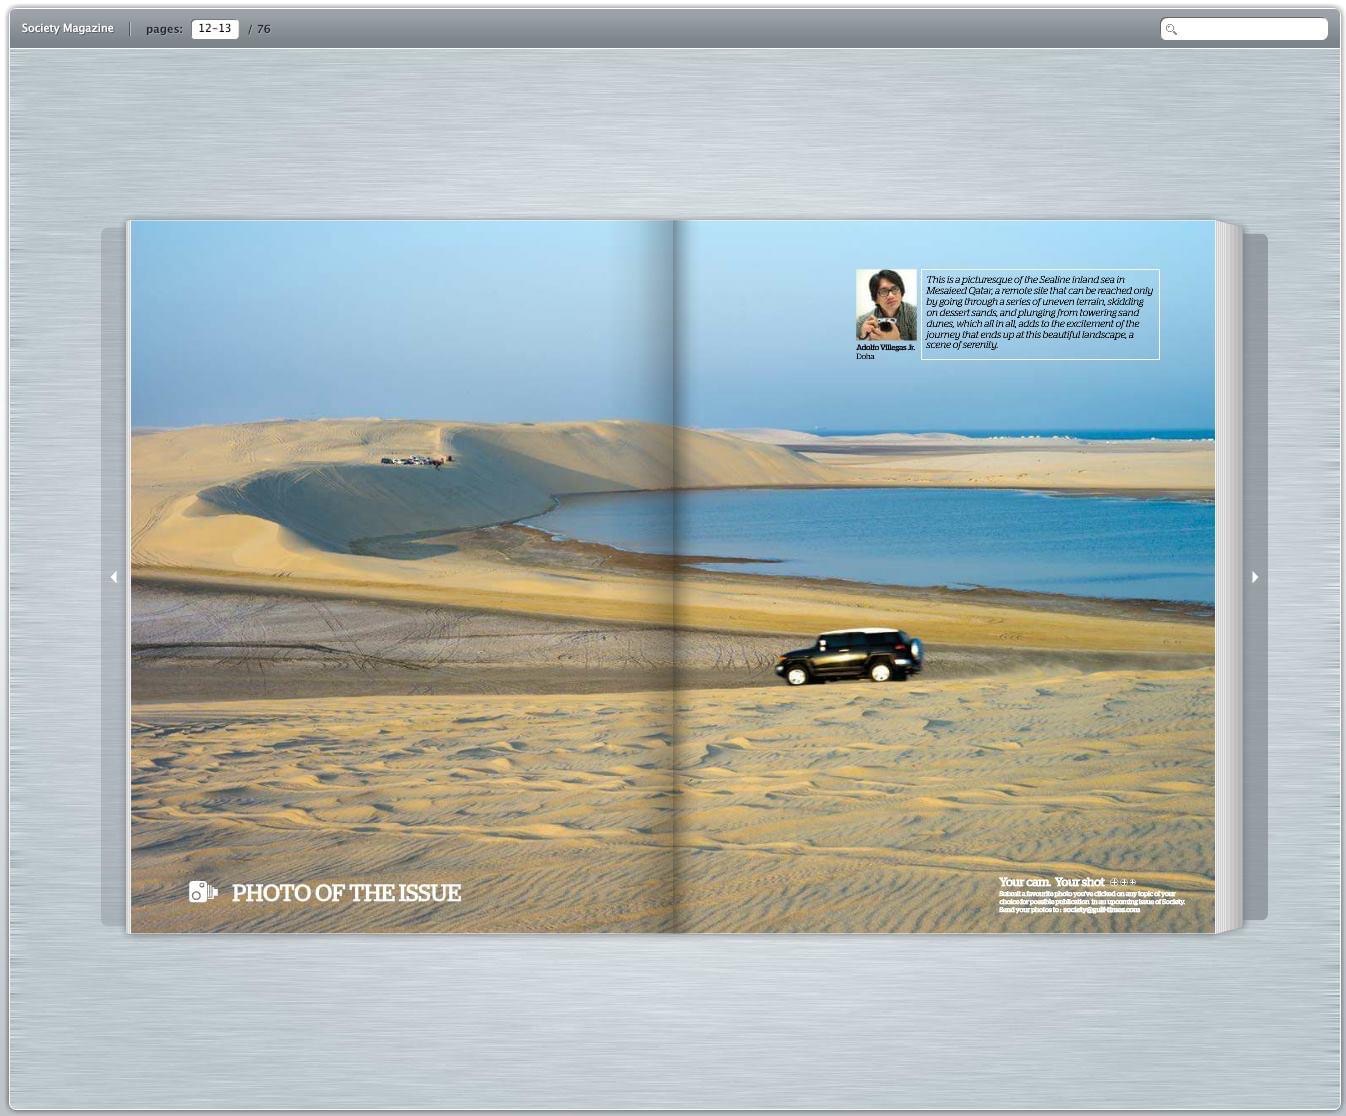 Society Magazine
pages: 12-13 / 76
This is a picturesque of the Sealine inland sea in
Mesaieed Qatar, a remote site that can be reached only
by going through a series of uneven terrain, skidding
on dessert sands, and plunging from towering sand
dunes, which all in all, adds to the excitement of the
journey that ends up at this beautiful landscape, a
scene of serenity.
Adolfo Villegas Jr.
Doha
PHOTO OF THE ISSUE
Your cam. Your shot
Submit a favourite photo you've clicked on any topic of your
choice for possible publication in an upcoming issue of Society.
Send your photos to: society@gulf-times.com